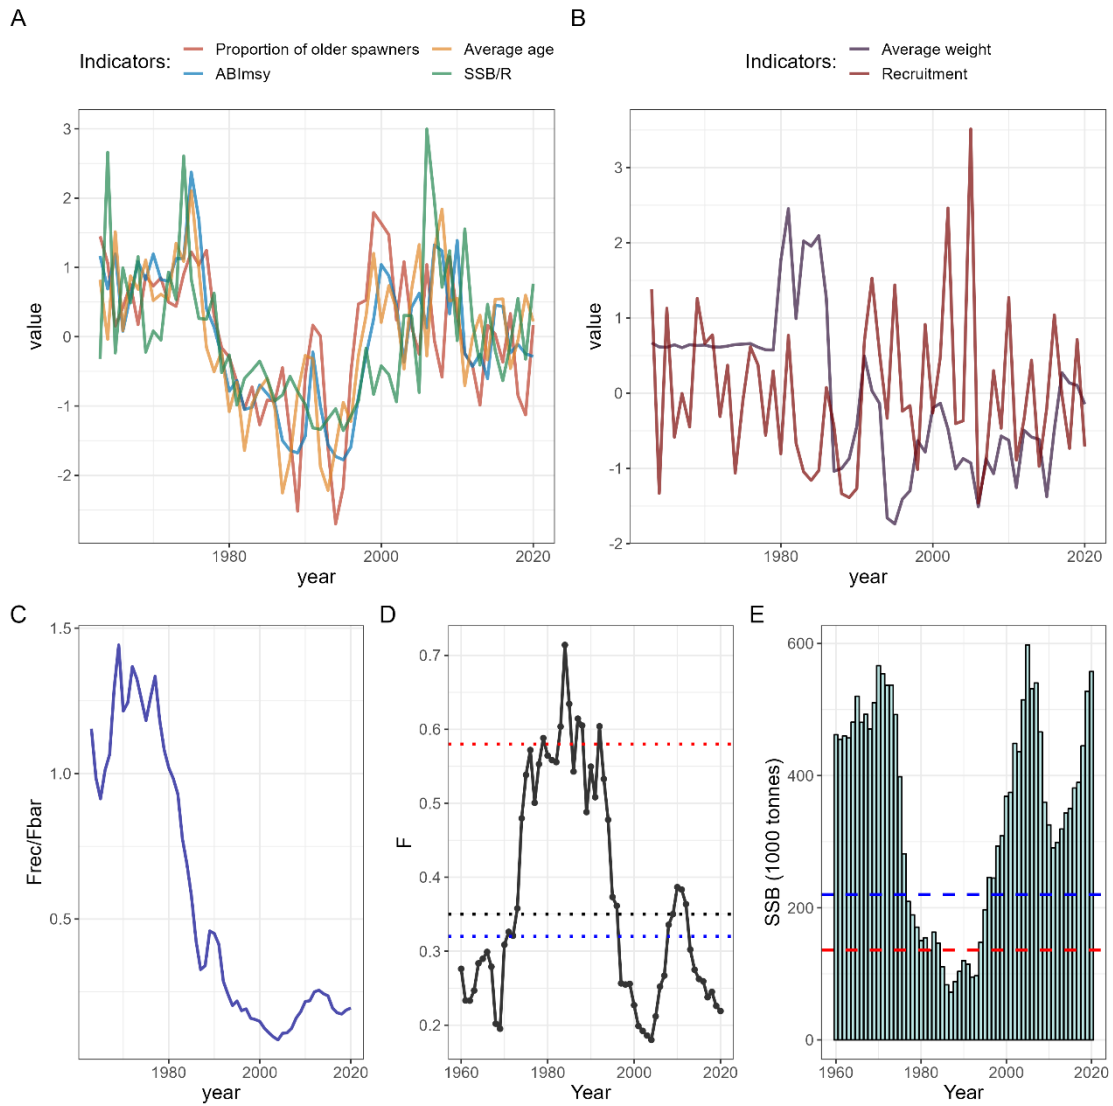 A
B
Indicators:
Proportion of older spawners
Average age
ABImsy
SSB/R
Indicators:
Average weight
Recruitment
3
2
1
0
-1
-2
value
1980
2000
2020
year
3
2
1
0
-1
-2
value
1980
2000
2020
year
C
D
E
1.5
1.0
0.5
Frec/Fbar
1980
2000
2020
year
0.7
0.6
0.5
0.4
0.3
0.2
F
1960
1980
2000
2020
Year
600
400
200
0
SSB (1000 tonnes)
1960
1980
2000
2020
Year